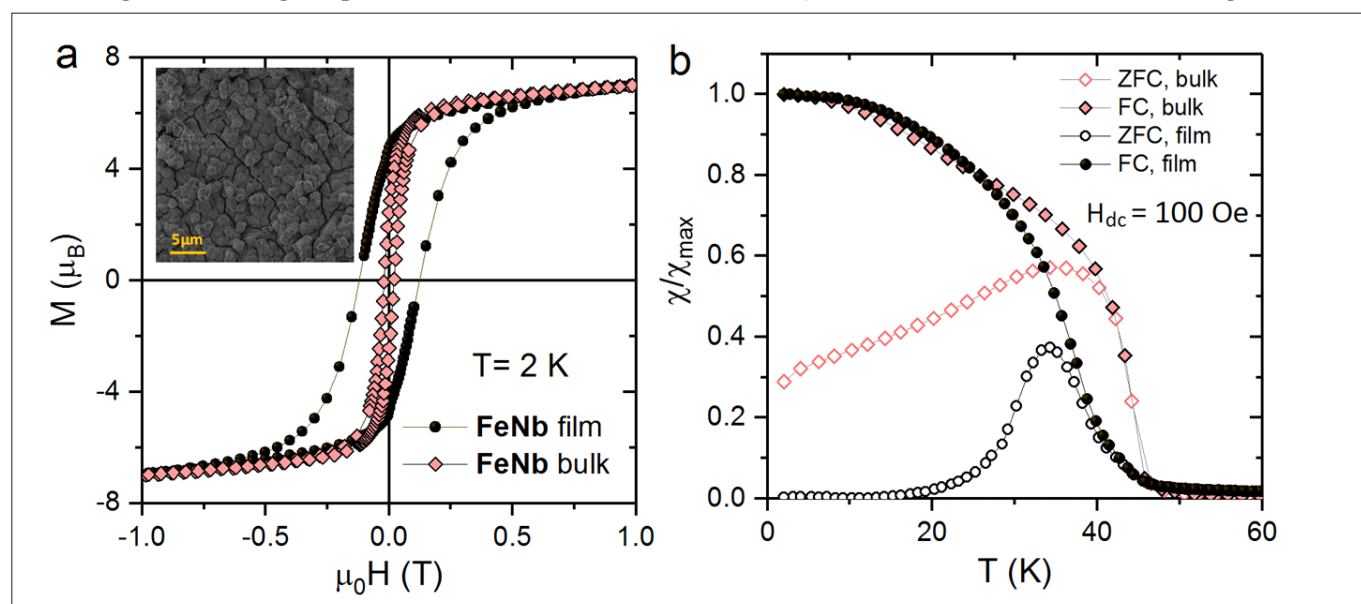 a
8
4
0
-4
-8
M (μB)
5μm
T= 2 K
FeNb film
FeNb bulk
-1.0 -0.5 0.0 0.5 1.0
μ0H (T)
b
1.0
0.8
0.6
0.4
0.2
0.0
χ/χmax
ZFC, bulk
FC, bulk
ZFC, film
FC, film
Hdc = 100 Oe
0 20 40 60
T (K)